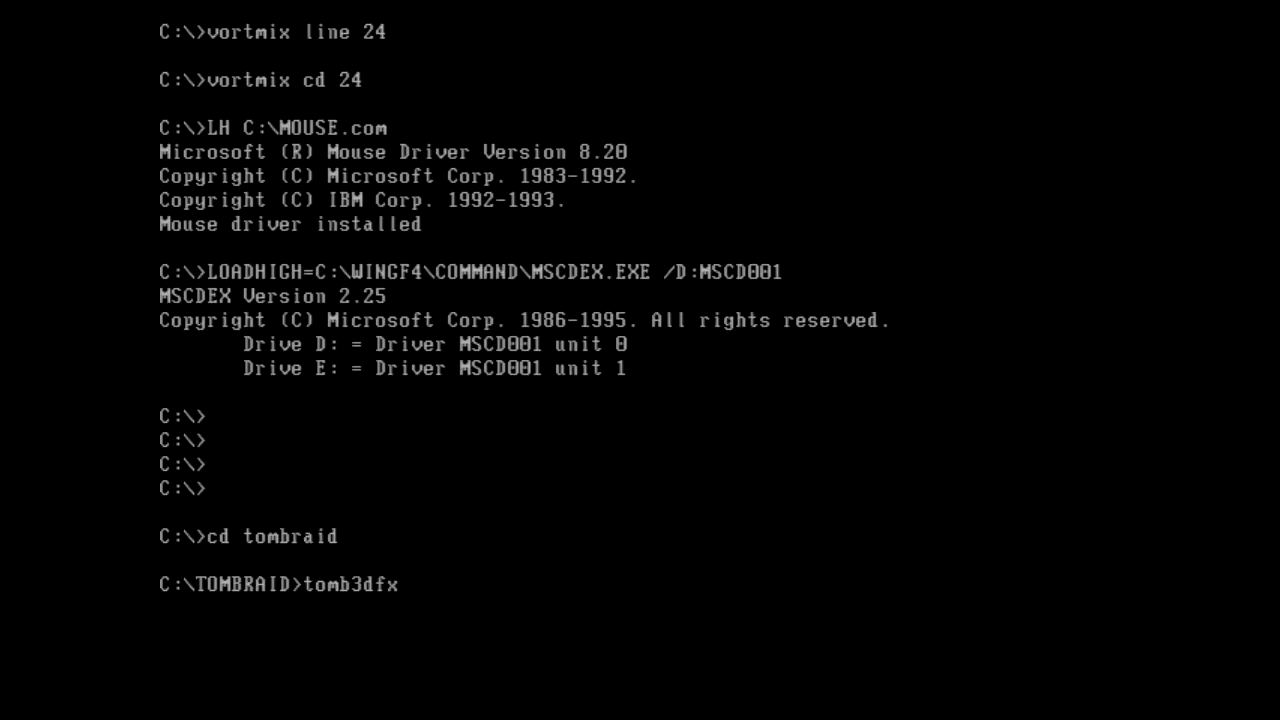 C:\>vortmix line 24
C:\>vortmix cd 24
C:\>LH C:\MOUSE.com
Microsoft (R) Mouse Driver Version 8.20
Copyright (C) Microsoft Corp. 1983-1992.
Copyright (C) IBM Corp. 1992-1993.
Mouse driver installed
C:\>LOADHIGH=C:\WINGF4\COMMAND\MSCDEX.EXE /D:MSCD001
MSCDEX Version 2.25
Copyright (C) Microsoft Corp. 1986-1995. All rights reserved.
Drive D: = Driver MSCD001 unit 0
Drive E: = Driver MSCD001 unit 1
C:\>
C:\>
C:\>
C:\>
C:\>cd tombraid
C:\TOMBRAID>tomb3dfx